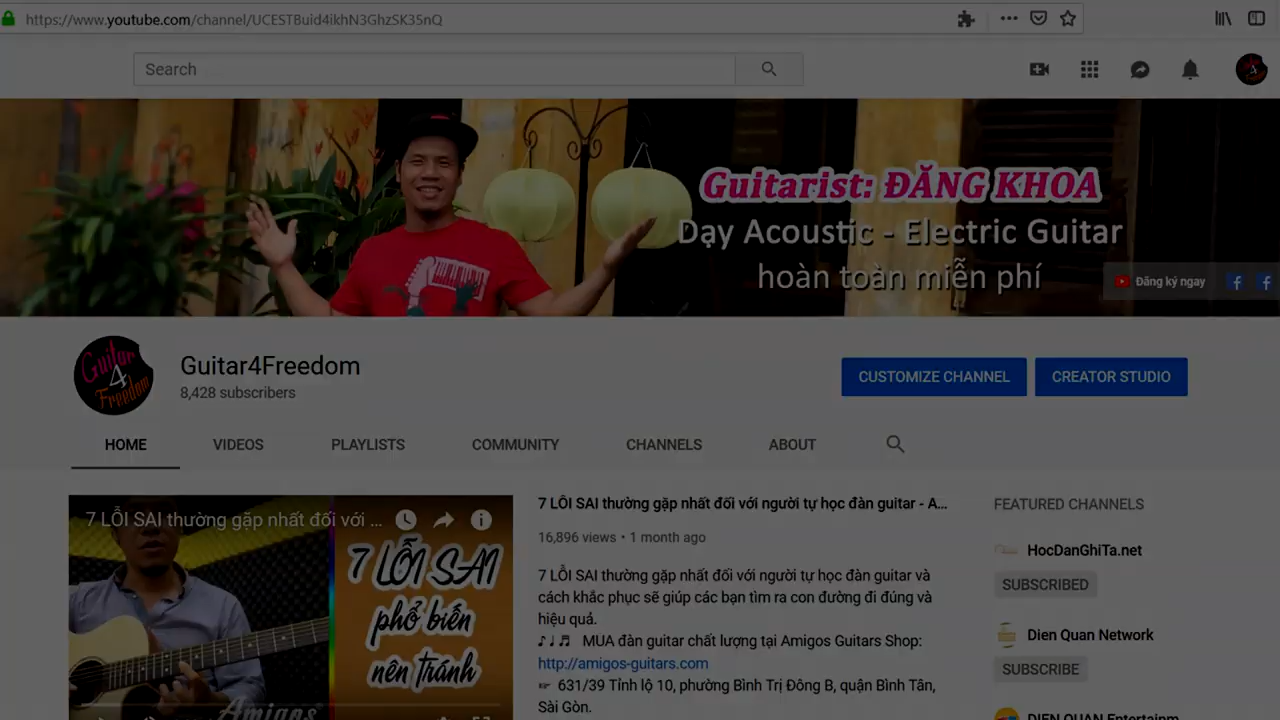 https://www.youtube.com/channel/UCESTBuid4ikhN3GhzSK35nQ
Search
Guitarist: ĐĂNG KHOA
Dạy Acoustic - Electric Guitar
hoàn toàn miễn phí
Đăng ký ngay
Guitar
4
Freedom
Guitar4Freedom
8,428 subscribers
CUSTOMIZE CHANNEL
CREATOR STUDIO
HOME VIDEOS PLAYLISTS COMMUNITY CHANNELS ABOUT
7 LỖI SAI thường gặp nhất đối với ...
7 LỖI SAI
phổ biến
nên tránh
Amigos
7 LỖI SAI thường gặp nhất đối với người tự học đàn guitar - A...
16,896 views • 1 month ago
7 LỖI SAI thường gặp nhất đối với người tự học đàn guitar và
cách khắc phục sẽ giúp các bạn tìm ra con đường đi đúng và
hiệu quả.
♪♩♬ MUA đàn guitar chất lượng tại Amigos Guitars Shop:
http://amigos-guitars.com
☞ 631/39 Tỉnh lộ 10, phường Bình Trị Đông B, quận Bình Tân,
Sài Gòn.
FEATURED CHANNELS
HocDanGhiTa.net
SUBSCRIBED
Dien Quan Network
SUBSCRIBE
DIEN QUAN Entertainm